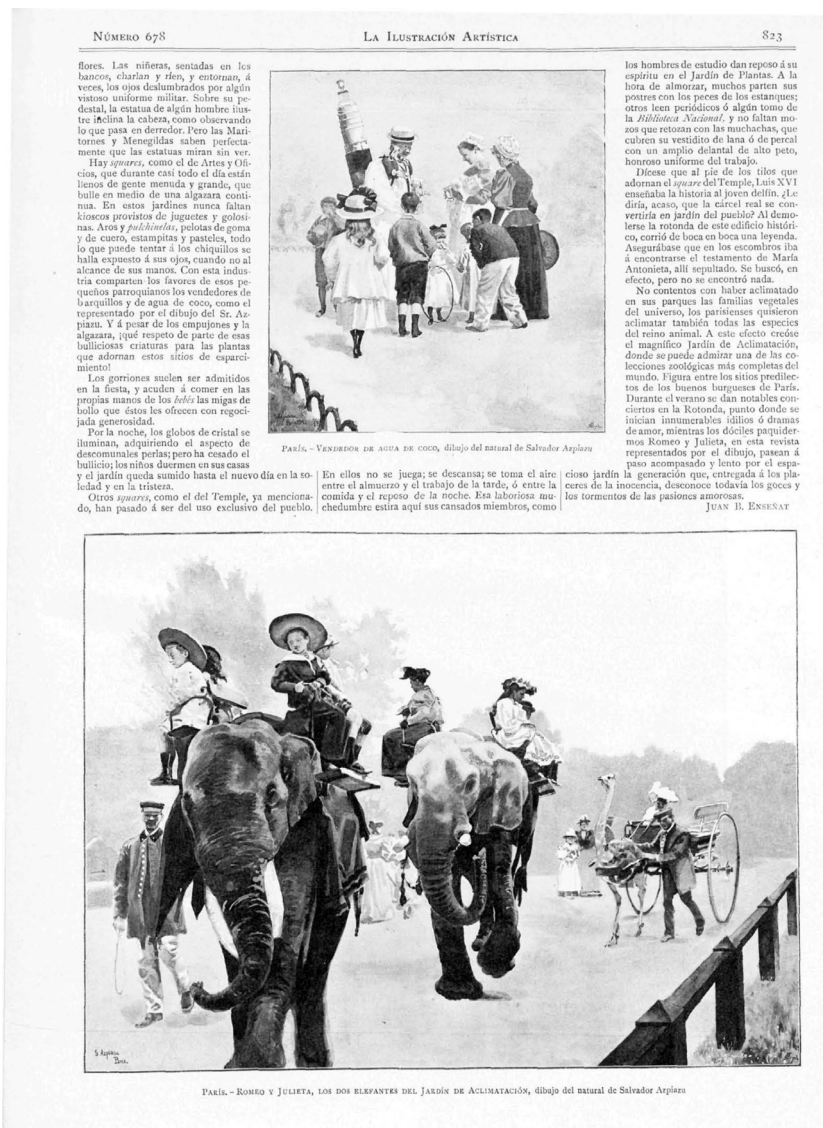 NÚMERO 678
LA ILUSTRACIÓN ARTÍSTICA
823
flores. Las niñeras, sentadas en los
bancos, charlan y ríen, y entornan, á
veces, los ojos deslumbrados por algún
vistoso uniforme militar. Sobre su pe-
destal, la estatua de algún hombre ilus-
tre inclina la cabeza, como observando
lo que pasa en derredor. Pero las Mari-
tornes y Menegildas saben perfecta-
mente que las estatuas miran sin ver.
Hay squares, como el de Artes y Ofi-
cios, que durante casi todo el día están
llenos de gente menuda y grande, que
bulle en medio de una algazara conti-
nua. En estos jardines nunca faltan
kioscos provistos de juguetes y golosi-
nas. Aros y pulchinelas, pelotas de goma
y de cuero, estampitas y pasteles, todo
lo que puede tentar á los chiquillos se
halla expuesto á sus ojos, cuando no al
alcance de sus manos. Con esta indus-
tria comparten los favores de esos pe-
queños parroquianos los vendedores de
barquillos y de agua de coco, como el
representado por el dibujo del Sr. Az-
piazu. Y á pesar de los empujones y la
algazara, ¡qué respeto de parte de esas
bulliciosas criaturas para las plantas
que adornan estos sitios de esparci-
miento!
Los gorriones suelen ser admitidos
en la fiesta, y acuden á comer en las
propias manos de los bebés las migas de
bollo que éstos les ofrecen con regoci-
jada generosidad.
Por la noche, los globos de cristal se
iluminan, adquiriendo el aspecto de
descomunales perlas; pero ha cesado el
bullicio; los niños duermen en sus casas
y el jardín queda sumido hasta el nuevo día en la so-
ledad y en la tristeza.
Otros squares, como el del Temple, ya menciona-
do, han pasado á ser del uso exclusivo del pueblo.
PARÍS. – VENDEDOR DE AGUA DE COCO, dibujo del natural de Salvador Azpiazu
En ellos no se juega; se descansa; se toma el aire
entre el almuerzo y el trabajo de la tarde, ó entre la
comida y el reposo de la noche. Esa laboriosa mu-
chedumbre estira aquí sus cansados miembros, como
los hombres de estudio dan reposo á su
espíritu en el Jardín de Plantas. A la
hora de almorzar, muchos parten sus
postres con los peces de los estanques;
otros leen periódicos ó algún tomo de
la Biblioteca Nacional, y no faltan mo-
zos que retozan con las muchachas, que
cubren su vestidito de lana ó de percal
con un amplio delantal de alto peto,
honroso uniforme del trabajo.
Dícese que al pie de los tilos que
adornan el square del Temple, Luis XVI
enseñaba la historia al joven delfín. ¿Le
diría, acaso, que la cárcel real se con-
vertiría en jardín del pueblo? Al demo-
lerse la rotonda de este edificio históri-
co, corrió de boca en boca una leyenda.
Asegurábase que en los escombros iba
á encontrarse el testamento de María
Antonieta, allí sepultado. Se buscó, en
efecto, pero no se encontró nada.
No contentos con haber aclimatado
en sus parques las familias vegetales
del universo, los parisienses quisieron
aclimatar también todas las especies
del reino animal. A este efecto creóse
el magnífico Jardín de Aclimatación,
donde se puede admirar una de las co-
lecciones zoológicas más completas del
mundo. Figura entre los sitios predilec-
tos de los buenos burgueses de París.
Durante el verano se dan notables con-
ciertos en la Rotonda, punto donde se
inician innumerables idilios ó dramas
de amor, mientras los dóciles paquider-
mos Romeo y Julieta, en esta revista
representados por el dibujo, pasean á
paso acompasado y lento por el espa-
cioso jardín la generación que, entregada á los pla-
ceres de la inocencia, desconoce todavía los goces y
los tormentos de las pasiones amorosas.
JUAN B. ENSEÑAT
PARÍS. – ROMEO Y JULIETA, LOS DOS ELEFANTES DEL JARDÍN DE ACLIMATACIÓN, dibujo del natural de Salvador Azpiazu